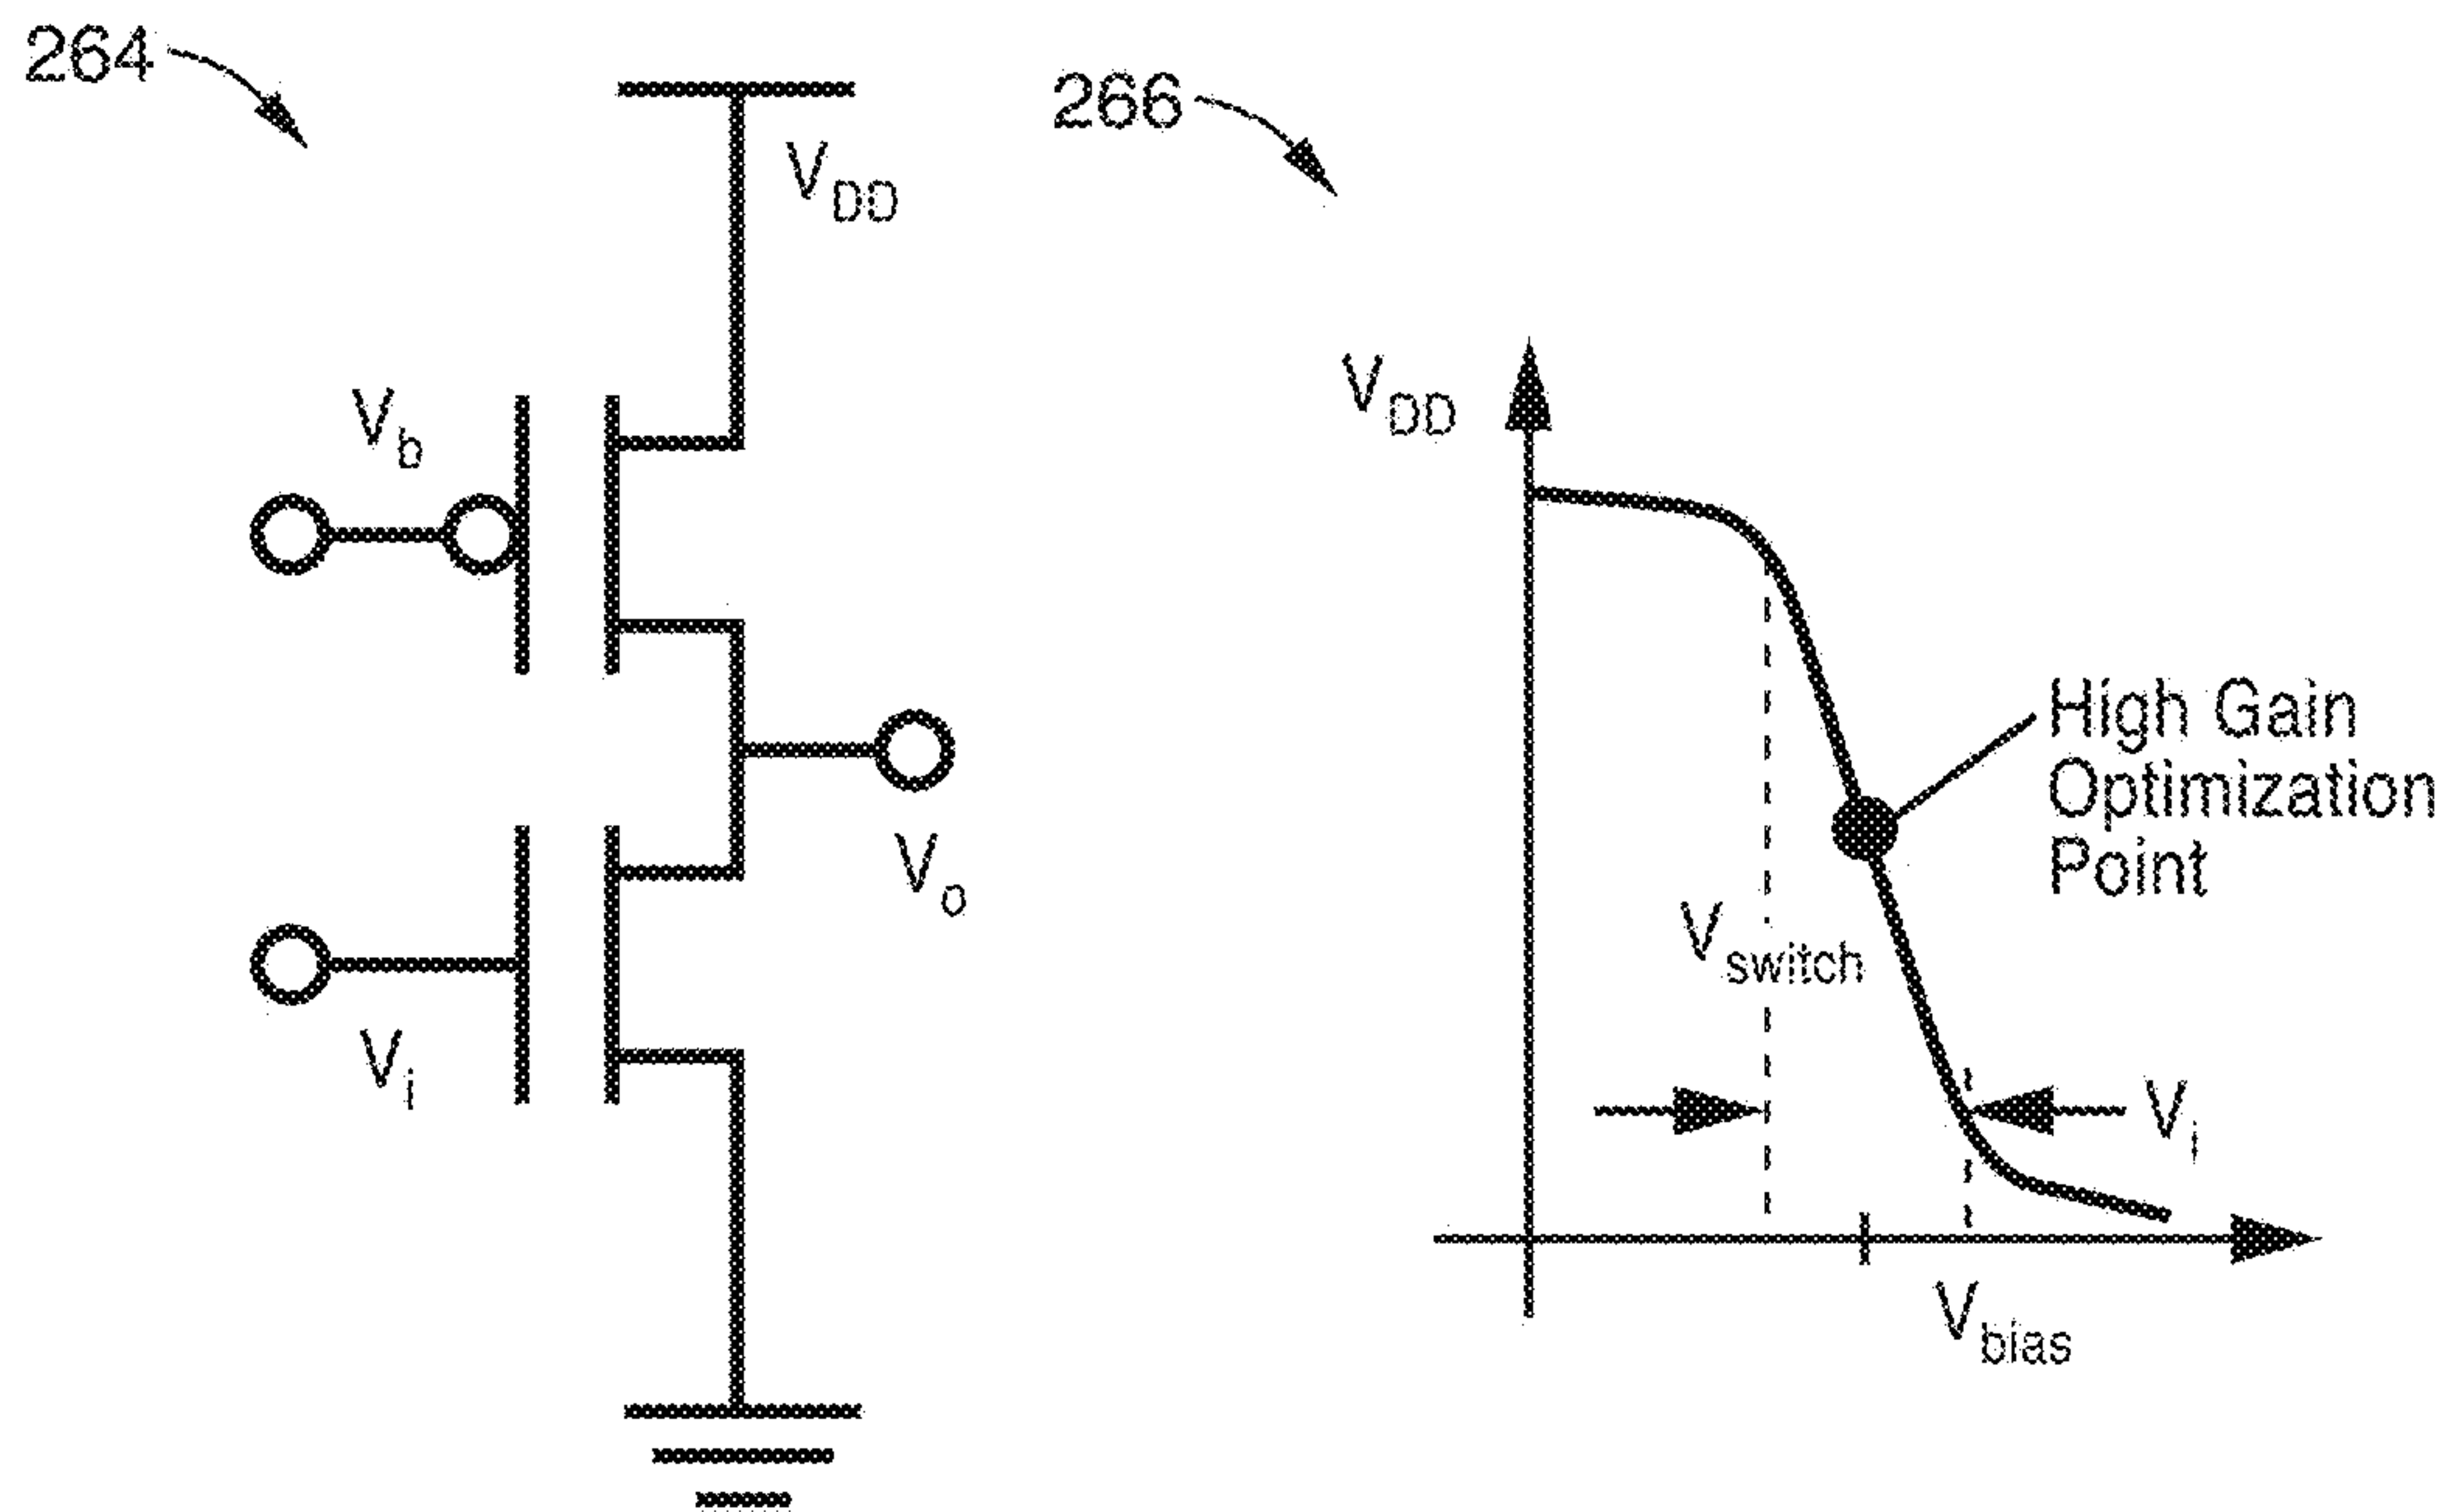 264
266
V_DD
V_b
V_o
V_i
V_DD
High Gain
Optimization
Point
V_switch
V_i
V_bias